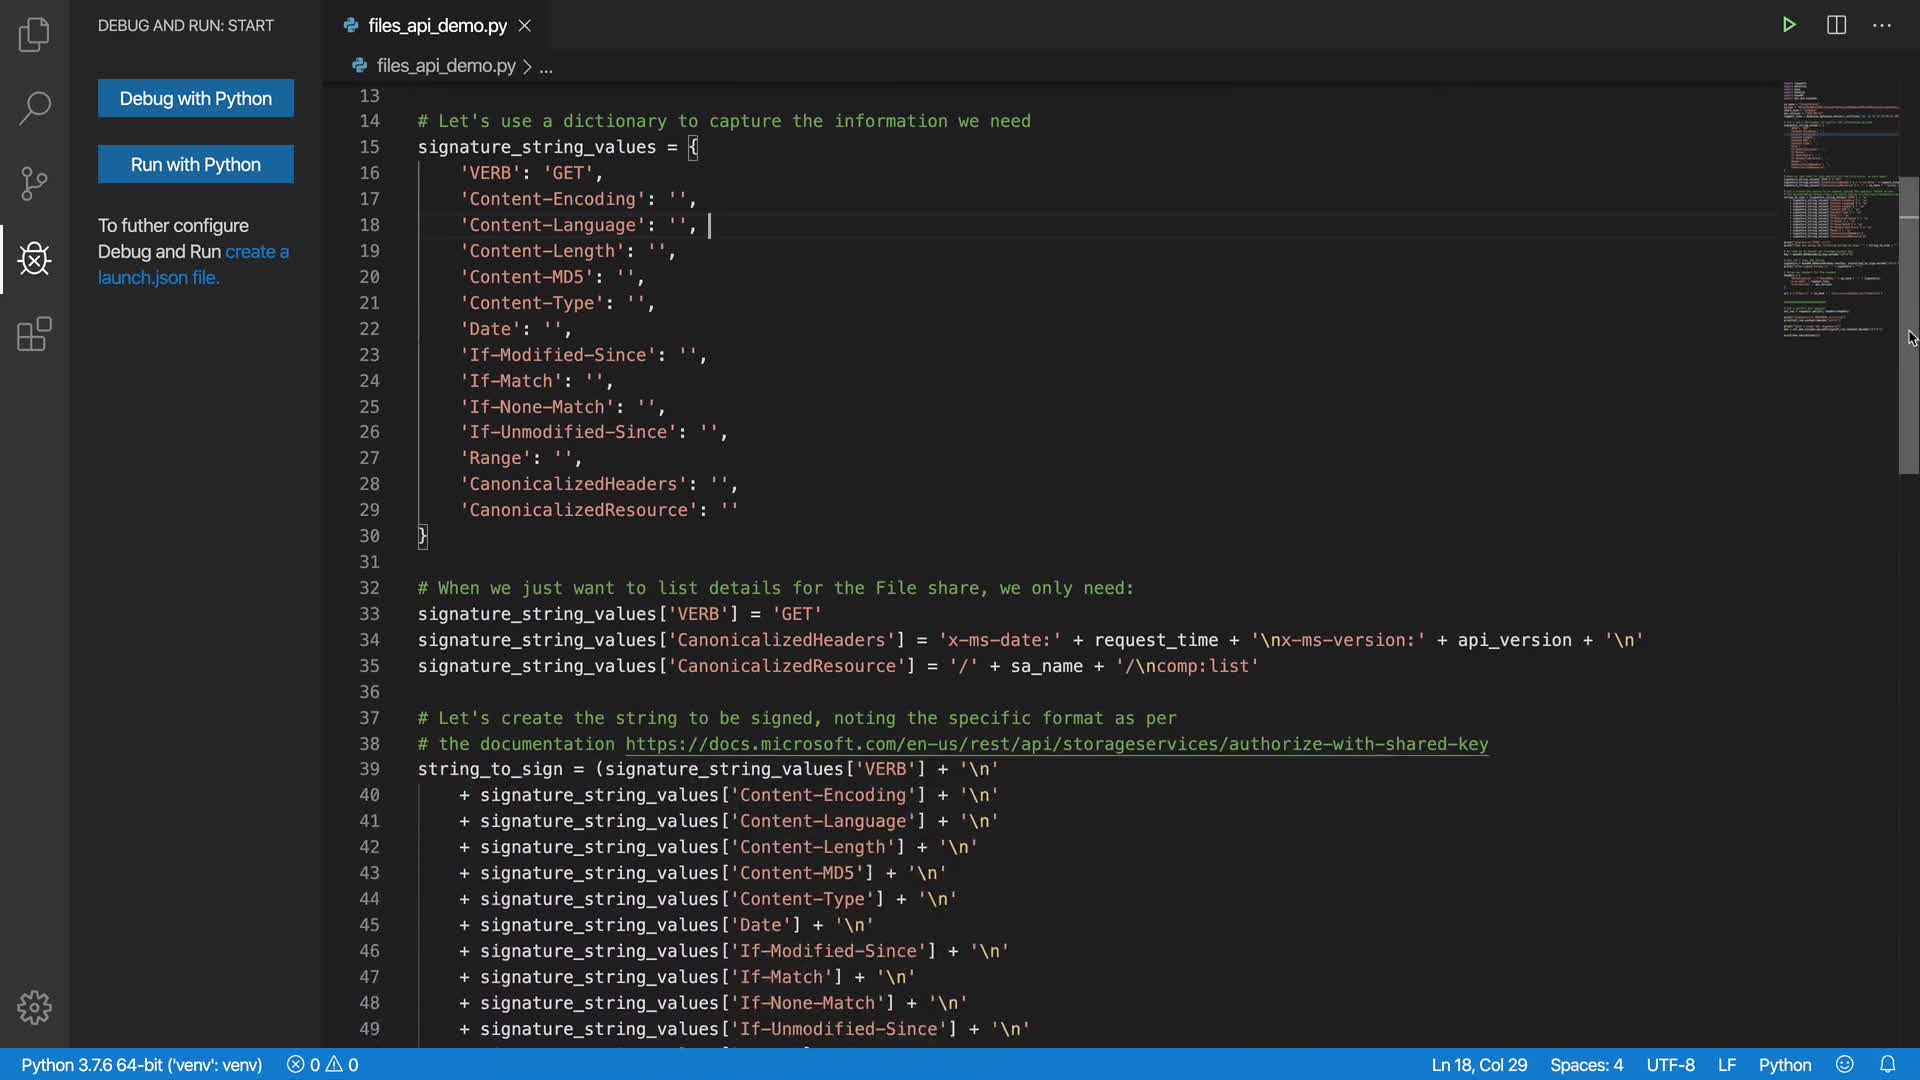 DEBUG AND RUN: START
Debug with Python
Run with Python
To futher configure
Debug and Run create a
launch.json file.
files_api_demo.py
files_api_demo.py > ...
13
14 # Let's use a dictionary to capture the information we need
15 signature_string_values = {
16 'VERB': 'GET',
17 'Content-Encoding': '',
18 'Content-Language': '',
19 'Content-Length': '',
20 'Content-MD5': '',
21 'Content-Type': '',
22 'Date': '',
23 'If-Modified-Since': '',
24 'If-Match': '',
25 'If-None-Match': '',
26 'If-Unmodified-Since': '',
27 'Range': '',
28 'CanonicalizedHeaders': '',
29 'CanonicalizedResource': ''
30 }
31
32 # When we just want to list details for the File share, we only need:
33 signature_string_values['VERB'] = 'GET'
34 signature_string_values['CanonicalizedHeaders'] = 'x-ms-date:' + request_time + '\nx-ms-version:' + api_version + '\n'
35 signature_string_values['CanonicalizedResource'] = '/' + sa_name + '/\ncomp:list'
36
37 # Let's create the string to be signed, noting the specific format as per
38 # the documentation https://docs.microsoft.com/en-us/rest/api/storageservices/authorize-with-shared-key
39 string_to_sign = (signature_string_values['VERB'] + '\n'
40 + signature_string_values['Content-Encoding'] + '\n'
41 + signature_string_values['Content-Language'] + '\n'
42 + signature_string_values['Content-Length'] + '\n'
43 + signature_string_values['Content-MD5'] + '\n'
44 + signature_string_values['Content-Type'] + '\n'
45 + signature_string_values['Date'] + '\n'
46 + signature_string_values['If-Modified-Since'] + '\n'
47 + signature_string_values['If-Match'] + '\n'
48 + signature_string_values['If-None-Match'] + '\n'
49 + signature_string_values['If-Unmodified-Since'] + '\n'
Python 3.7.6 64-bit ('venv': venv) 0 0 Ln 18, Col 29 Spaces: 4 UTF-8 LF Python